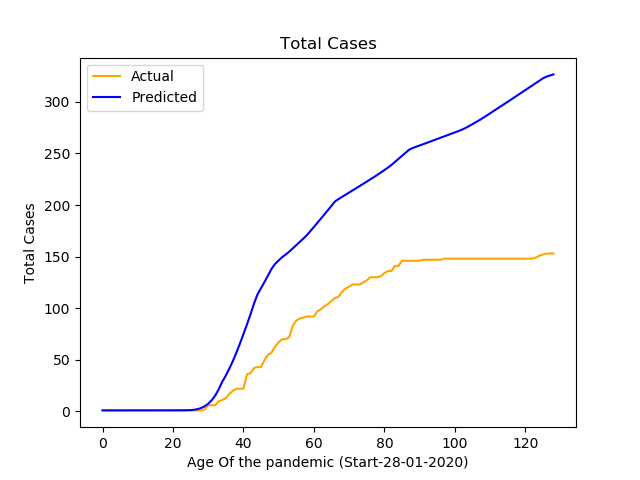 Total Cases
Actual
Predicted
Total Cases
300
250
200
150
100
50
0
0 20 40 60 80 100 120
Age Of the pandemic (Start-28-01-2020)